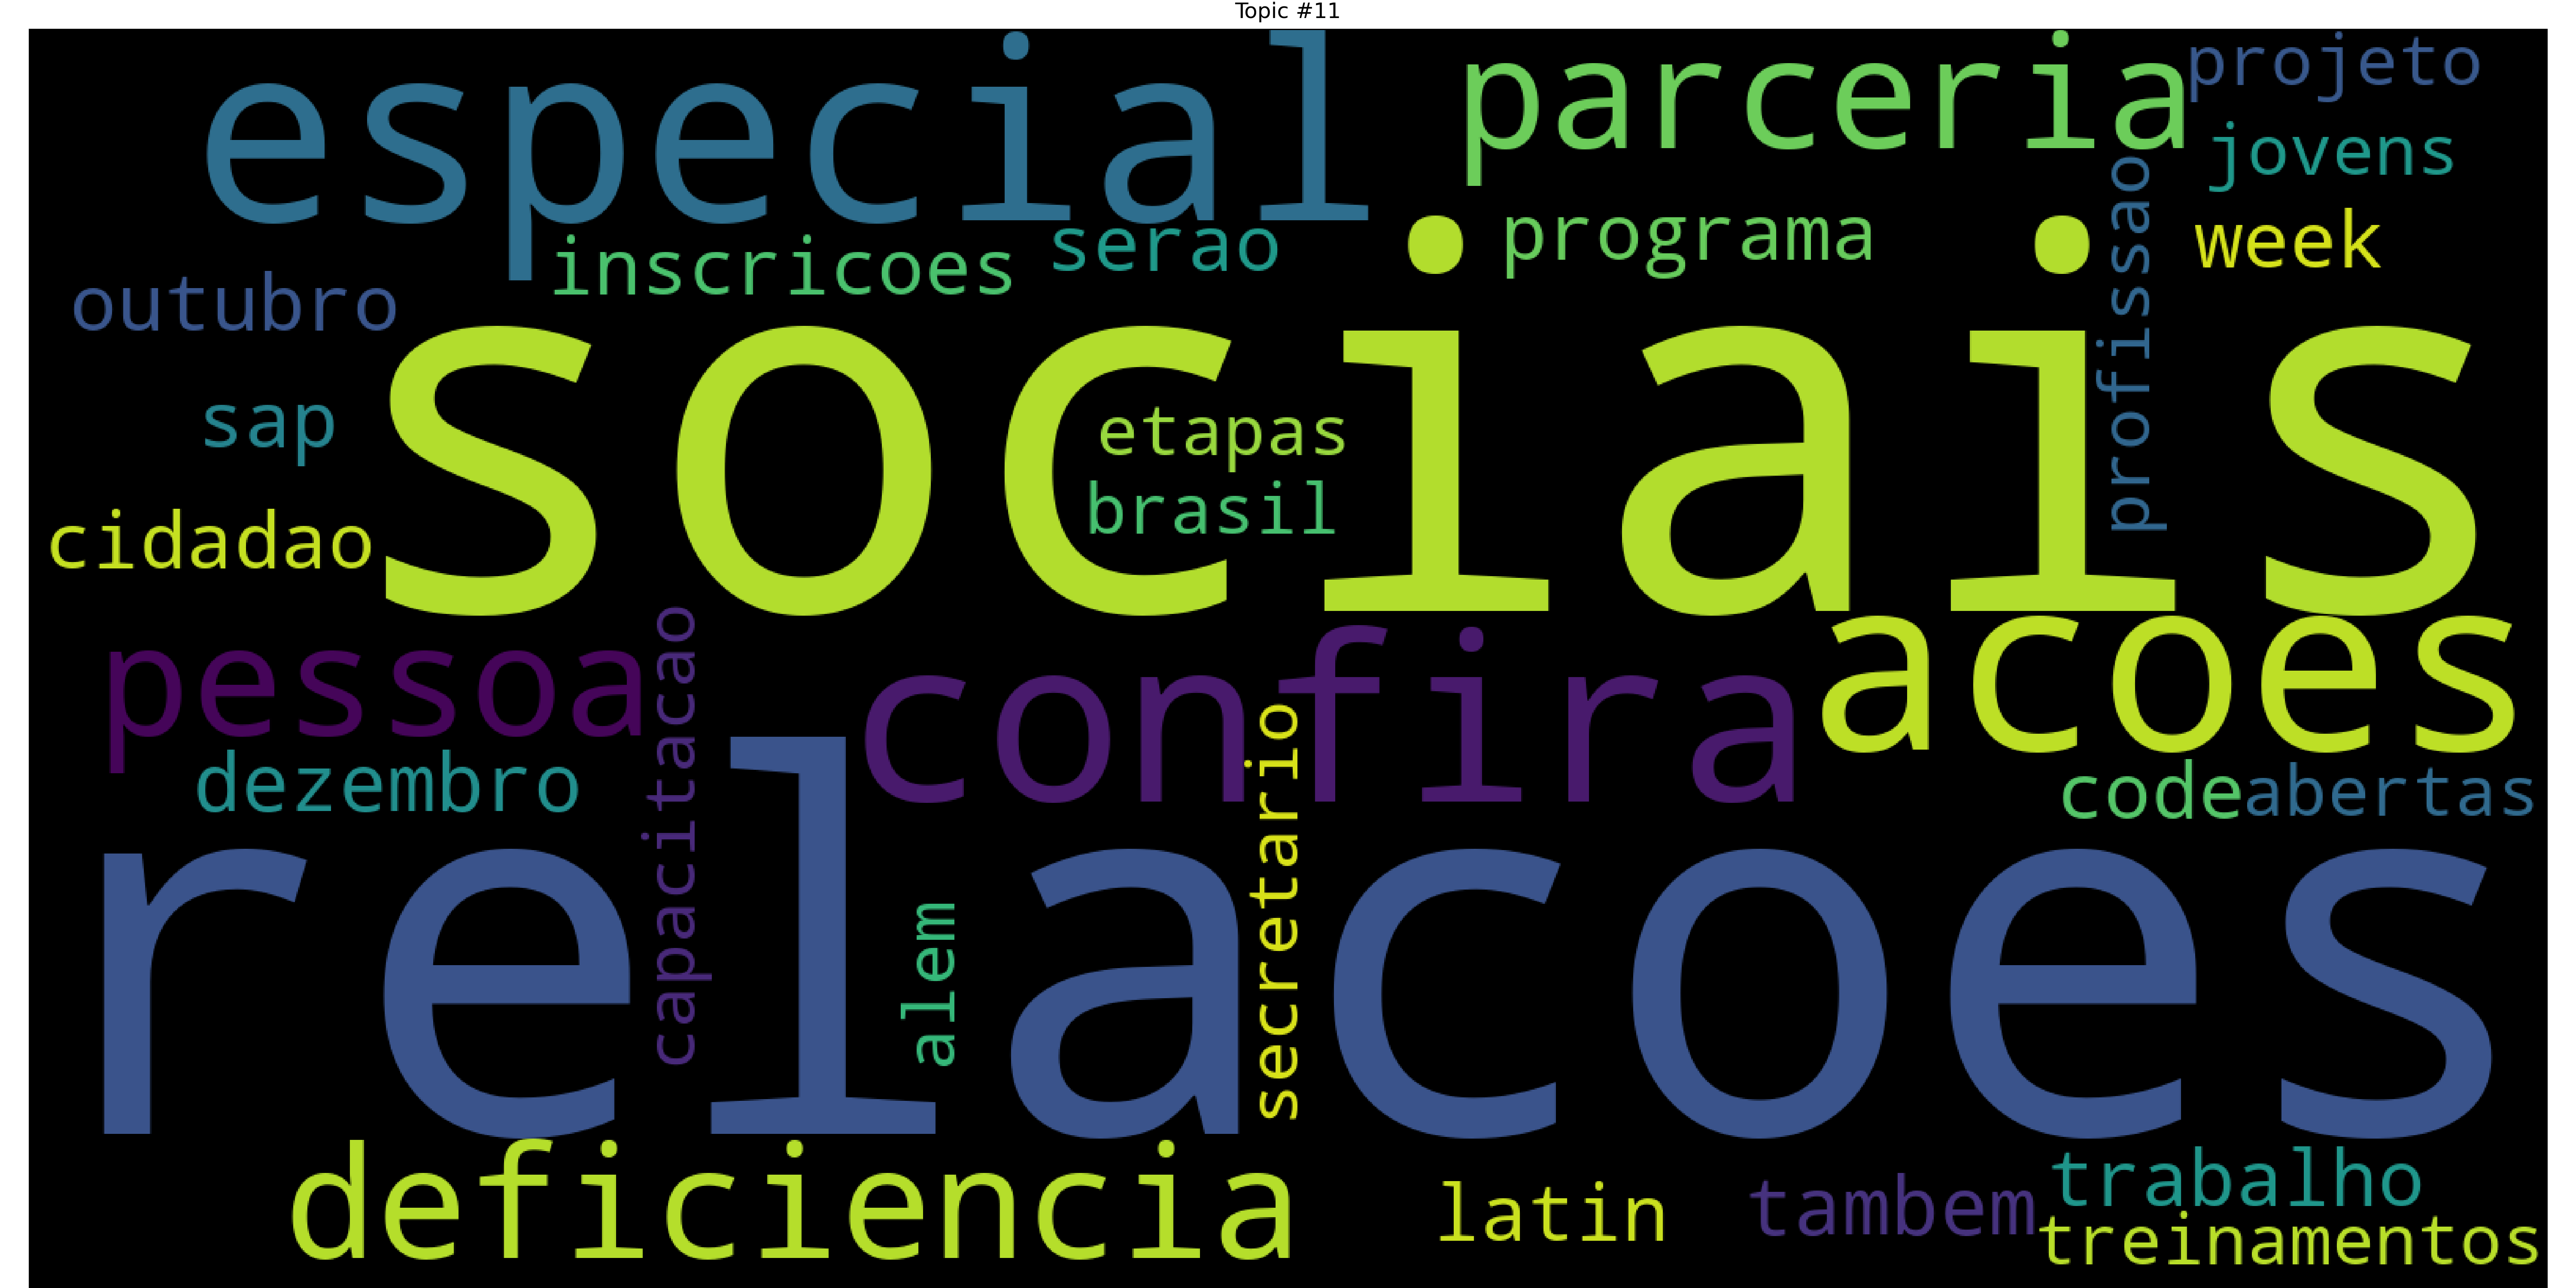 Topic #11
especial
parceria
projeto
jovens
inscricoes
serao
programa
profissao
week
outubro
sociais
sap
etapas
brasil
cidadao
pessoa
capacitacao
confira
acoes
dezembro
secretario
code
abertas
relacoes
alem
deficiencia
latin
tambem
trabalho
treinamentos